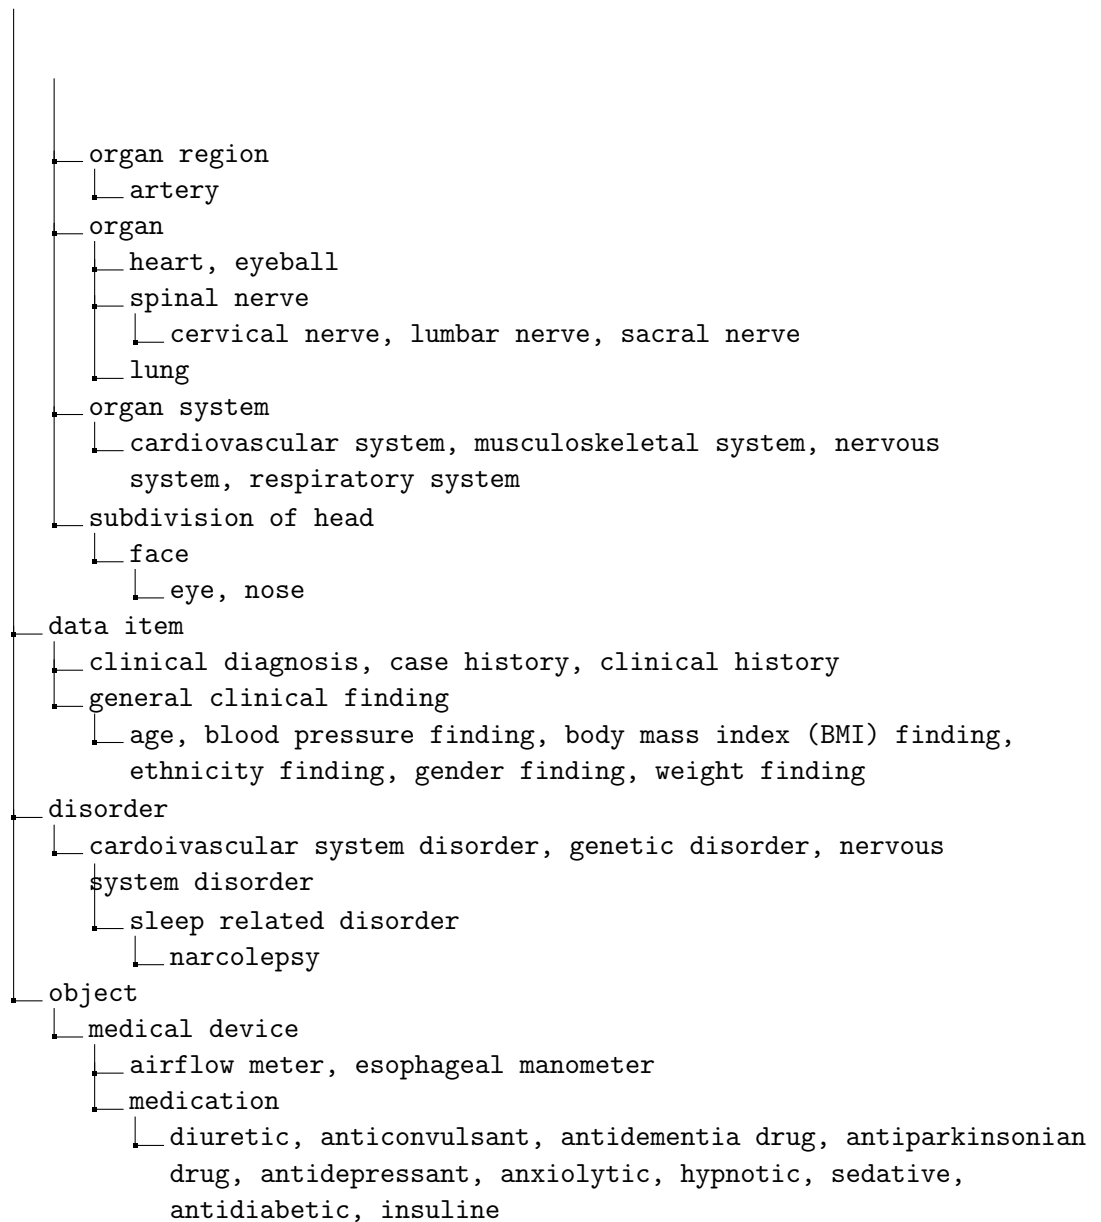 organ region
artery
organ
heart, eyeball
spinal nerve
cervical nerve, lumbar nerve, sacral nerve
lung
organ system
cardiovascular system, musculoskeletal system, nervous
system, respiratory system
subdivision of head
face
eye, nose
data item
clinical diagnosis, case history, clinical history
general clinical finding
age, blood pressure finding, body mass index (BMI) finding,
ethnicity finding, gender finding, weight finding
disorder
cardoivascular system disorder, genetic disorder, nervous
system disorder
sleep related disorder
narcolepsy
object
medical device
airflow meter, esophageal manometer
medication
diuretic, anticonvulsant, antidementia drug, antiparkinsonian
drug, antidepressant, anxiolytic, hypnotic, sedative,
antidiabetic, insuline